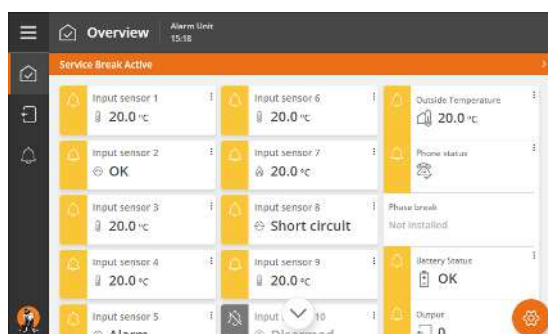 Overview
Alarm Unit
15:18
Service Break Active
Input sensor 1
20.0 °C
Input sensor 2
OK
Input sensor 3
20.0 °C
Input sensor 4
20.0 °C
Input sensor 5
Alarm
Input sensor 6
20.0 °C
Input sensor 7
20.0 °C
Input sensor 8
Short circuit
Input sensor 9
20.0 °C
Input
10
Disarmed
Outside Temperature
20.0 °C
Phone status
Phase break
Not installed
Battery Status
OK
Output
0